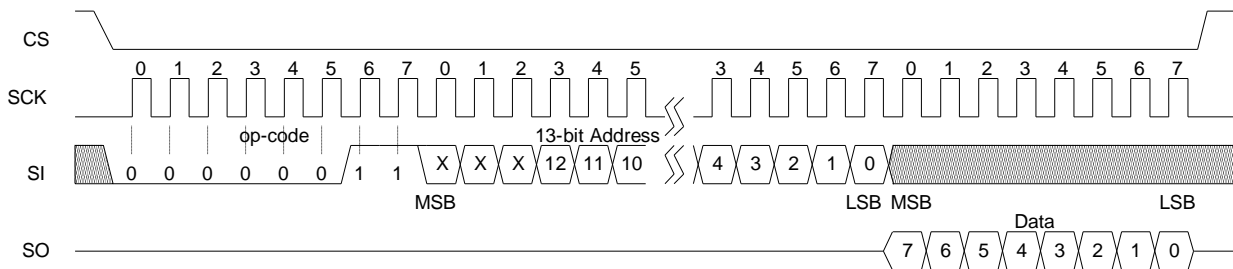 CS
0 1 2 3 4 5 6 7 0 1 2 3 4 5 3 4 5 6 7 0 1 2 3 4 5 6 7
SCK
op-code 13-bit Address
SI 0 0 0 0 0 0 1 1 X X X 12 11 10 4 3 2 1 0
MSB LSB MSB LSB
Data
SO 7 6 5 4 3 2 1 0